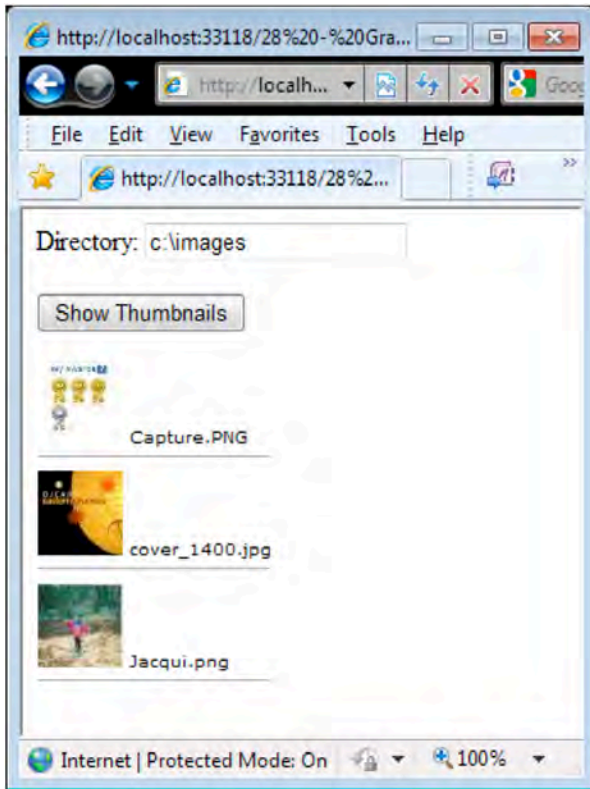 http://localhost:33118/28%20-%20Gra...
http://localh...
File Edit View Favorites Tools Help
http://localhost:33118/28%2...
Directory: c:\images
Show Thumbnails
Capture.PNG
cover_1400.jpg
Jacqui.png
Internet | Protected Mode: On
100%